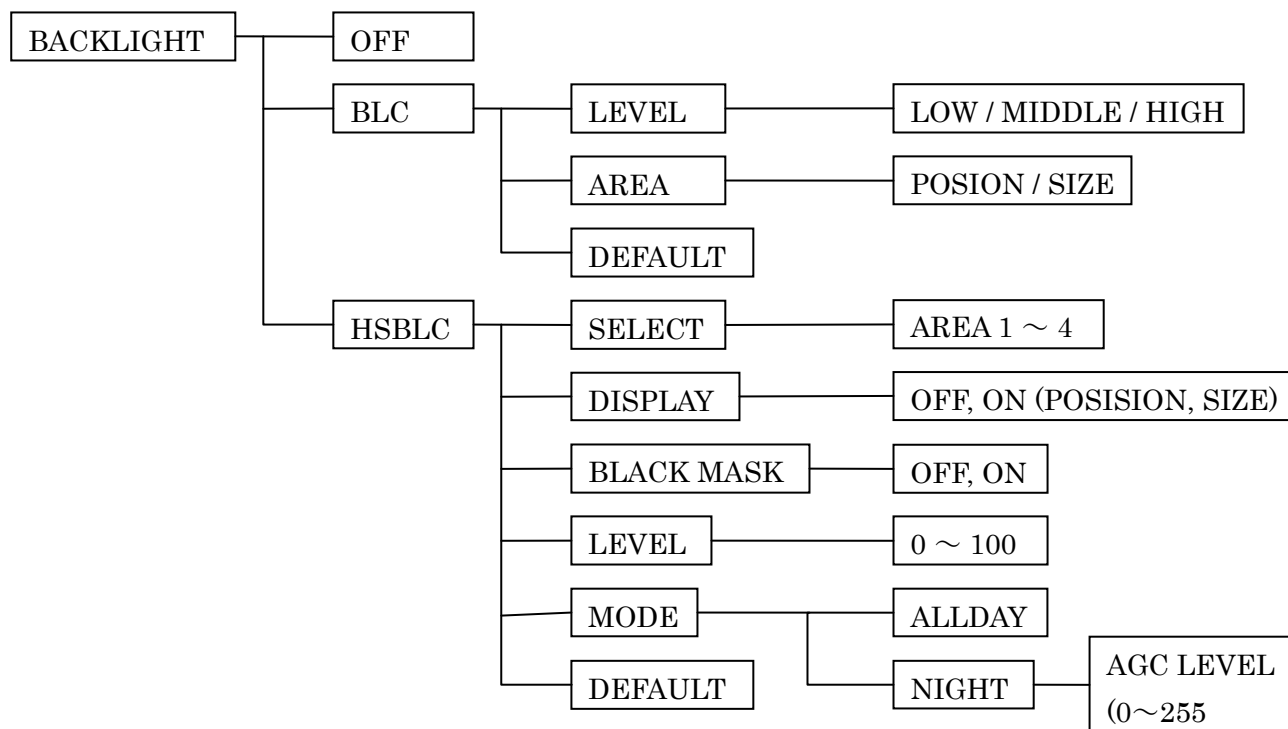 BACKLIGHT
OFF
BLC
LEVEL
LOW / MIDDLE / HIGH
AREA
POSION / SIZE
DEFAULT
HSBLC
SELECT
AREA 1 ～ 4
DISPLAY
OFF, ON (POSISION, SIZE)
BLACK MASK
OFF, ON
LEVEL
0 ～ 100
MODE
ALLDAY
NIGHT
AGC LEVEL
(0～255
DEFAULT